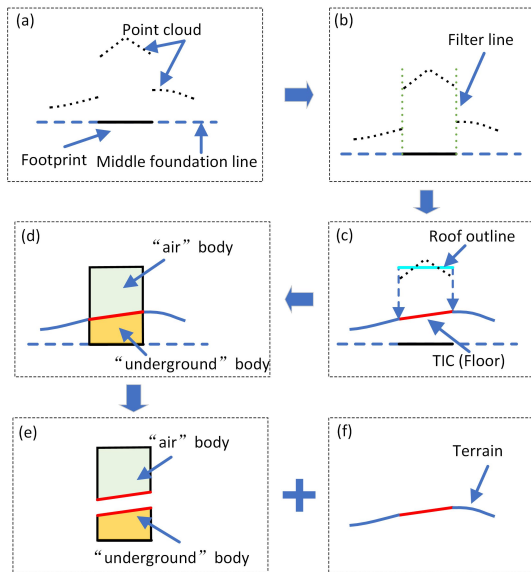 (a)
Point cloud
Footprint
Middle foundation line
(b)
Filter line
(d)
“air” body
“underground” body
(c)
Roof outline
TIC (Floor)
(e)
“air” body
“underground” body
(f)
Terrain